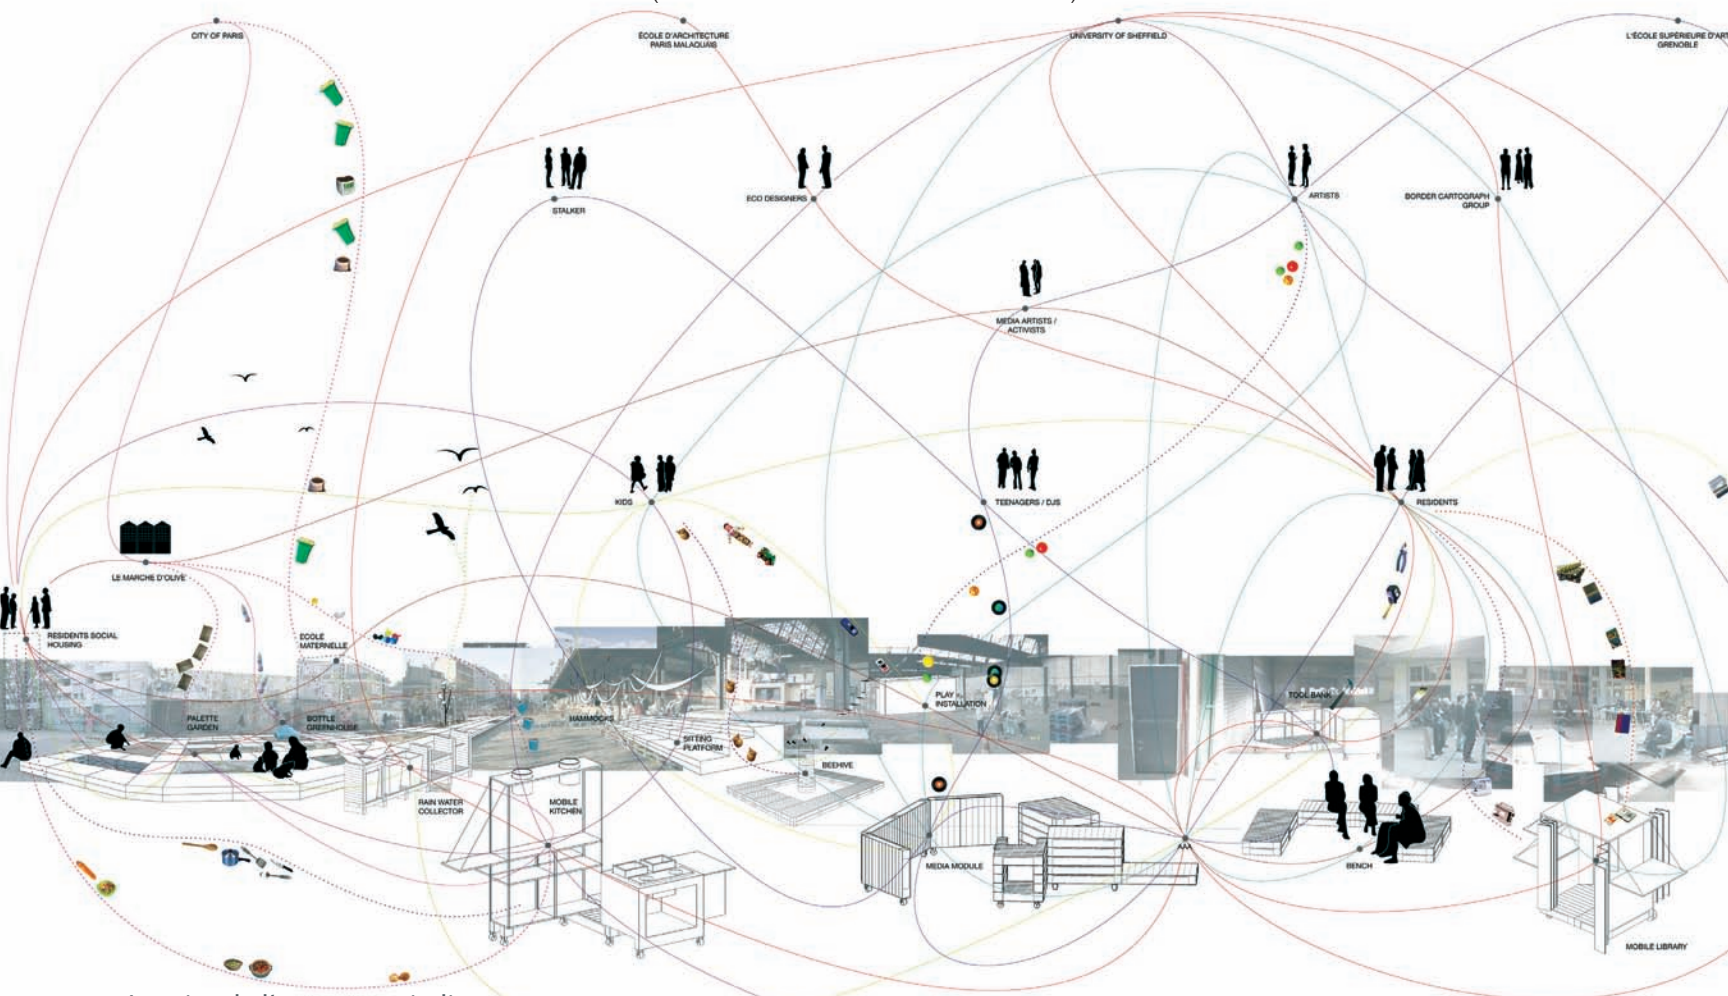 CITY OF PARIS
ÉCOLE D'ARCHITECTURE
PARIS MALAQUAIS
UNIVERSITY OF SHEFFIELD
L'ÉCOLE SUPÉRIEURE D'ART
GRENOBLE
STALKER
ECO DESIGNERS
ARTISTS
BORDER CARTOGRAPH
GROUP
MEDIA ARTISTS /
ACTIVISTS
KIDS
TEENAGERS / DJS
RESIDENTS
LE MARCHE D'OLIVE
RESIDENTS SOCIAL
HOUSING
ECOLE
MATERNELLE
PALETTE
GARDEN
BOTTLE
GREENHOUSE
HAMMOCKS
SITTING
PLATFORM
PLAY
INSTALLATION
TOOL BANK
BEEHIVE
RAIN WATER
COLLECTOR
MOBILE
KITCHEN
MEDIA MODULE
AAA
BENCH
MOBILE LIBRARY